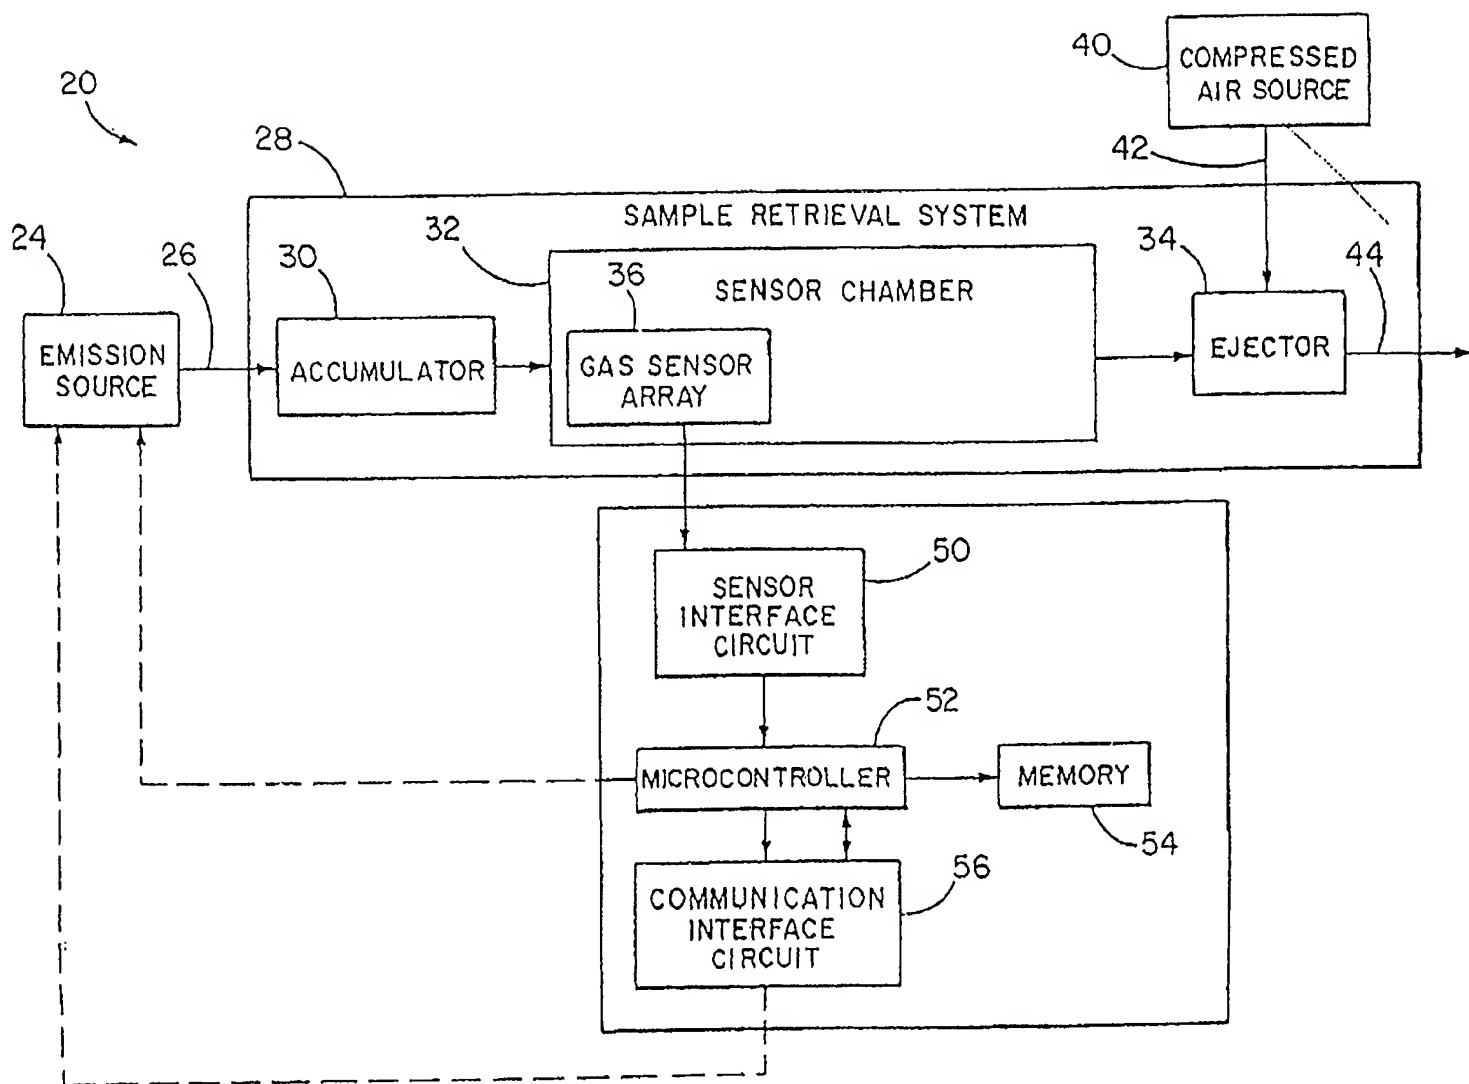 40
COMPRESSED
AIR SOURCE
20
42
28
SAMPLE RETRIEVAL SYSTEM
24
26
30
32
36
SENSOR CHAMBER
34
44
EMISSION
SOURCE
ACCUMULATOR
GAS SENSOR
ARRAY
EJECTOR
50
SENSOR
INTERFACE
CIRCUIT
52
MICROCONTROLLER
MEMORY
54
56
COMMUNICATION
INTERFACE
CIRCUIT